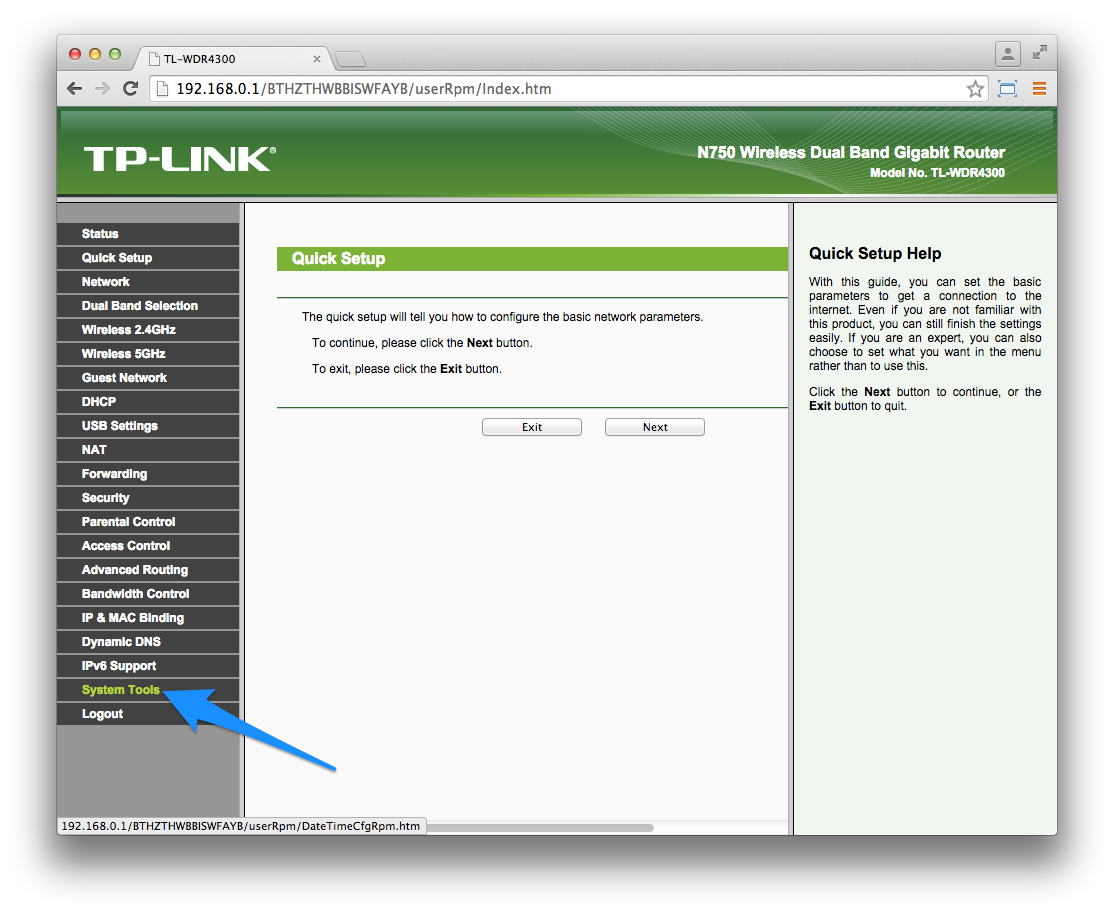 TL-WDR4300
192.168.0.1/BTHZTHWBBISWFAYB/userRpm/Index.htm
TP-LINK®
N750 Wireless Dual Band Gigabit Router
Model No. TL-WDR4300
Status
Quick Setup
Network
Dual Band Selection
Wireless 2.4GHz
Wireless 5GHz
Guest Network
DHCP
USB Settings
NAT
Forwarding
Security
Parental Control
Access Control
Advanced Routing
Bandwidth Control
IP & MAC Binding
Dynamic DNS
IPv6 Support
System Tools
Logout
Quick Setup
The quick setup will tell you how to configure the basic network parameters.
To continue, please click the Next button.
To exit, please click the Exit button.
Exit
Next
Quick Setup Help
With this guide, you can set the basic
parameters to get a connection to the
internet. Even if you are not familiar with
this product, you can still finish the settings
easily. If you are an expert, you can also
choose to set what you want in the menu
rather than to use this.
Click the Next button to continue, or the
Exit button to quit.
192.168.0.1/BTHZTHWBBISWFAYB/userRpm/DateTimeCfgRpm.htm